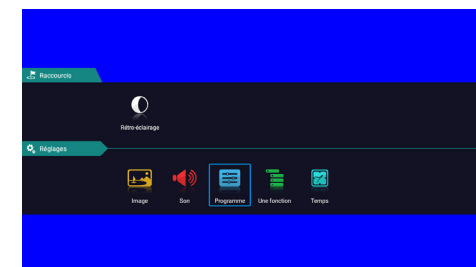 Raccourcis
Rétro-éclairage
Réglages
Image
Son
Programme
Une fonction
Temps